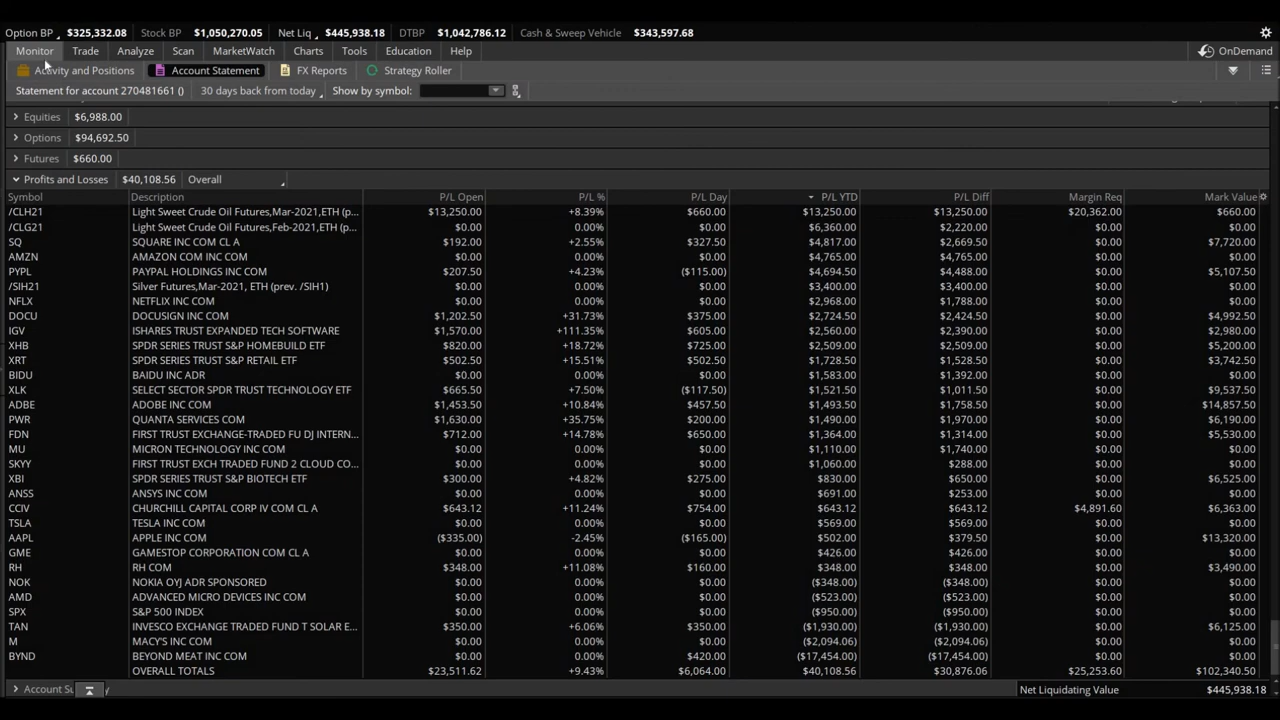 Option BP $325,332.08 Stock BP $1,050,270.05 Net Liq $445,938.18 DTBP $1,042,786.12 Cash & Sweep Vehicle $343,597.68
Monitor Trade Analyze Scan MarketWatch Charts Tools Education Help OnDemand
Activity and Positions Account Statement FX Reports Strategy Roller
Statement for account 270481661 () 30 days back from today Show by symbol:
Equities $6,988.00
Options $94,692.50
Futures $660.00
Profits and Losses $40,108.56 Overall
Symbol Description P/L Open P/L % P/L Day P/L YTD P/L Diff Margin Req Mark Value
/CLH21 Light Sweet Crude Oil Futures,Mar-2021,ETH (p... $13,250.00 +8.39% $660.00 $13,250.00 $13,250.00 $20,362.00 $660.00
/CLG21 Light Sweet Crude Oil Futures,Feb-2021,ETH (p... $0.00 0.00% $0.00 $6,360.00 $2,220.00 $0.00 $0.00
SQ SQUARE INC COM CL A $192.00 +2.55% $327.50 $4,817.00 $2,669.50 $0.00 $7,720.00
AMZN AMAZON COM INC COM $0.00 0.00% $0.00 $4,765.00 $4,765.00 $0.00 $0.00
PYPL PAYPAL HOLDINGS INC COM $207.50 +4.23% ($115.00) $4,694.50 $4,488.00 $0.00 $5,107.50
/SIH21 Silver Futures,Mar-2021, ETH (prev. /SIH1) $0.00 0.00% $0.00 $3,400.00 $3,400.00 $0.00 $0.00
NFLX NETFLIX INC COM $0.00 0.00% $0.00 $2,968.00 $1,788.00 $0.00 $0.00
DOCU DOCUSIGN INC COM $1,202.50 +31.73% $375.00 $2,724.50 $2,424.50 $0.00 $4,992.50
IGV ISHARES TRUST EXPANDED TECH SOFTWARE $1,570.00 +111.35% $605.00 $2,560.00 $2,390.00 $0.00 $2,980.00
XHB SPDR SERIES TRUST S&P HOMEBUILD ETF $820.00 +18.72% $725.00 $2,509.00 $2,509.00 $0.00 $5,200.00
XRT SPDR SERIES TRUST S&P RETAIL ETF $502.50 +15.51% $502.50 $1,728.50 $1,528.50 $0.00 $3,742.50
BIDU BAIDU INC ADR $0.00 0.00% $0.00 $1,583.00 $1,392.00 $0.00 $0.00
XLK SELECT SECTOR SPDR TRUST TECHNOLOGY ETF $665.50 +7.50% ($117.50) $1,521.50 $1,011.50 $0.00 $9,537.50
ADBE ADOBE INC COM $1,453.50 +10.84% $457.50 $1,493.50 $1,758.50 $0.00 $14,857.50
PWR QUANTA SERVICES COM $1,630.00 +35.75% $200.00 $1,490.00 $1,970.00 $0.00 $6,190.00
FDN FIRST TRUST EXCHANGE-TRADED FU DJ INTERN... $712.00 +14.78% $650.00 $1,364.00 $1,314.00 $0.00 $5,530.00
MU MICRON TECHNOLOGY INC COM $0.00 0.00% $0.00 $1,110.00 $1,740.00 $0.00 $0.00
SKYY FIRST TRUST EXCH TRADED FUND 2 CLOUD CO... $0.00 0.00% $0.00 $1,060.00 $288.00 $0.00 $0.00
XBI SPDR SERIES TRUST S&P BIOTECH ETF $300.00 +4.82% $275.00 $830.00 $650.00 $0.00 $6,525.00
ANSS ANSYS INC COM $0.00 0.00% $0.00 $691.00 $253.00 $0.00 $0.00
CCIV CHURCHILL CAPITAL CORP IV COM CL A $643.12 +11.24% $754.00 $643.12 $643.12 $4,891.60 $6,363.00
TSLA TESLA INC COM $0.00 0.00% $0.00 $569.00 $569.00 $0.00 $0.00
AAPL APPLE INC COM ($335.00) -2.45% ($165.00) $502.00 $379.50 $0.00 $13,320.00
GME GAMESTOP CORPORATION COM CL A $0.00 0.00% $0.00 $426.00 $426.00 $0.00 $0.00
RH RH COM $348.00 +11.08% $160.00 $348.00 $348.00 $0.00 $3,490.00
NOK NOKIA OYJ ADR SPONSORED $0.00 0.00% $0.00 ($348.00) ($348.00) $0.00 $0.00
AMD ADVANCED MICRO DEVICES INC COM $0.00 0.00% $0.00 ($523.00) ($523.00) $0.00 $0.00
SPX S&P 500 INDEX $0.00 0.00% $0.00 ($950.00) ($950.00) $0.00 $0.00
TAN INVESCO EXCHANGE TRADED FUND T SOLAR E... $350.00 +6.06% $350.00 ($1,930.00) ($1,930.00) $0.00 $6,125.00
M MACY'S INC COM $0.00 0.00% $0.00 ($2,094.06) ($2,094.06) $0.00 $0.00
BYND BEYOND MEAT INC COM $0.00 0.00% $420.00 ($17,454.00) ($17,454.00) $0.00 $0.00
OVERALL TOTALS $23,511.62 +9.43% $6,064.00 $40,108.56 $30,876.06 $25,253.60 $102,340.50
Account Su y Net Liquidating Value $445,938.18